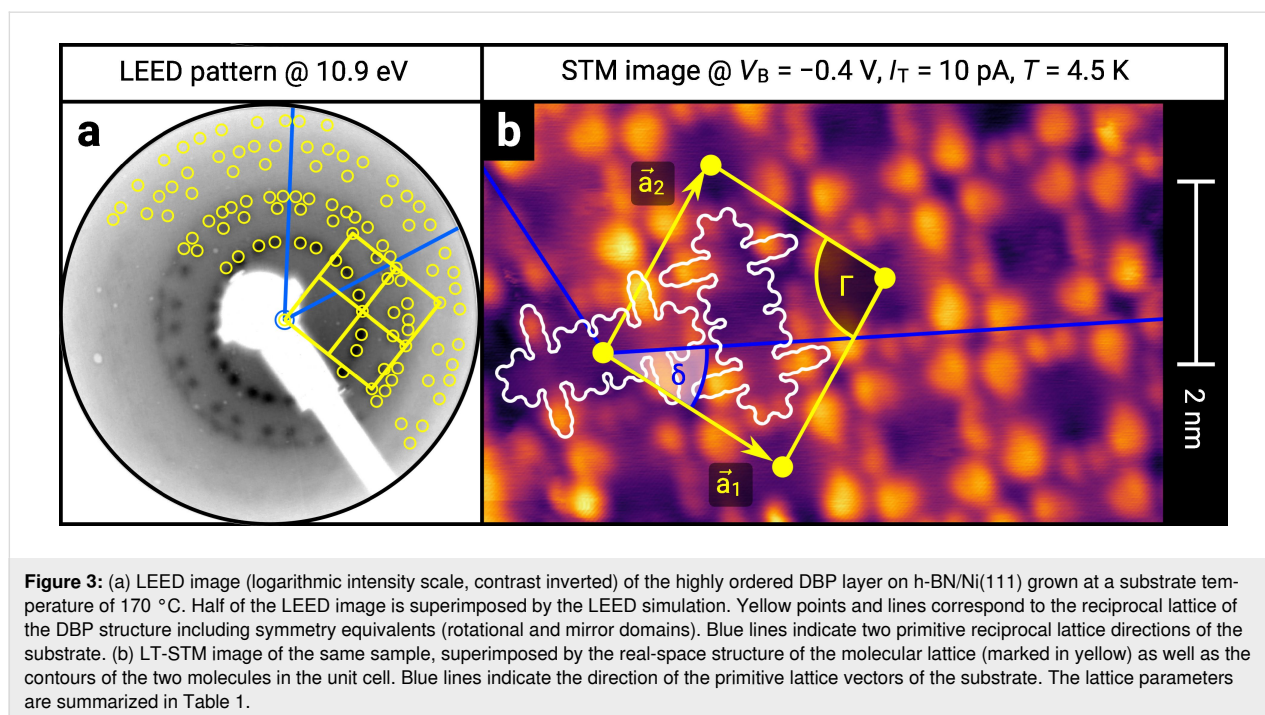 LEED pattern @ 10.9 eV
STM image @ VB = −0.4 V, IT = 10 pA, T = 4.5 K
a
b
a⃗2
Γ
δ
a⃗1
2 nm
Figure 3: (a) LEED image (logarithmic intensity scale, contrast inverted) of the highly ordered DBP layer on h-BN/Ni(111) grown at a substrate tem-
perature of 170 °C. Half of the LEED image is superimposed by the LEED simulation. Yellow points and lines correspond to the reciprocal lattice of
the DBP structure including symmetry equivalents (rotational and mirror domains). Blue lines indicate two primitive reciprocal lattice directions of the
substrate. (b) LT-STM image of the same sample, superimposed by the real-space structure of the molecular lattice (marked in yellow) as well as the
contours of the two molecules in the unit cell. Blue lines indicate the direction of the primitive lattice vectors of the substrate. The lattice parameters
are summarized in Table 1.